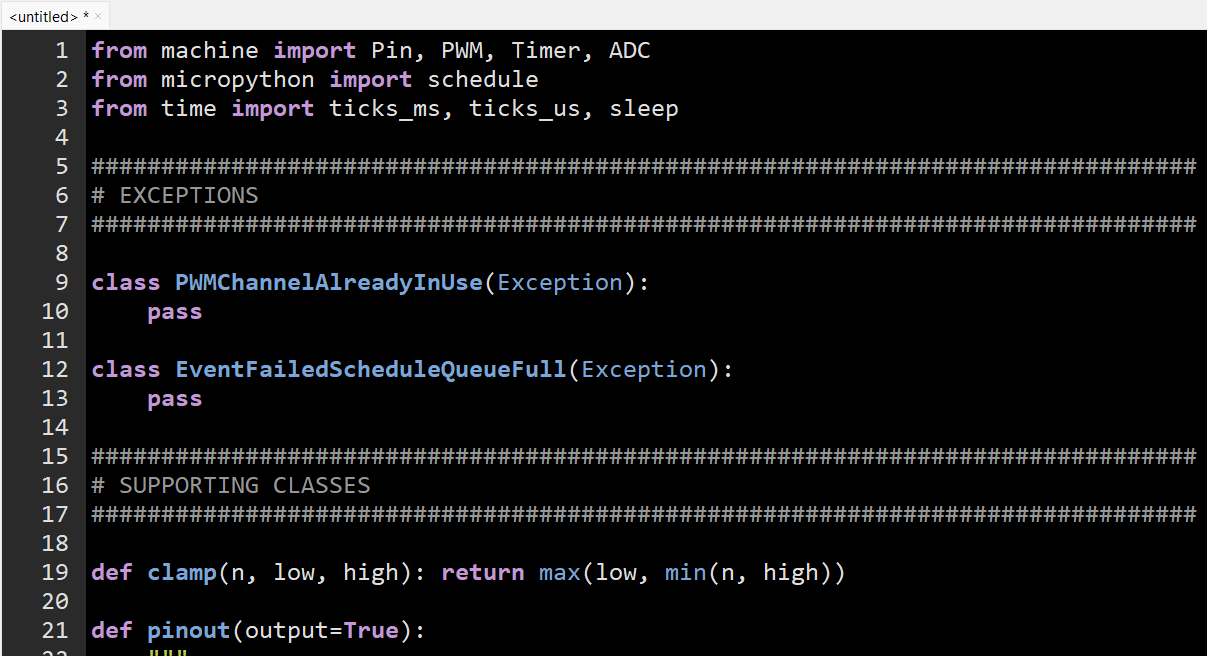 <untitled> * ×
1 from machine import Pin, PWM, Timer, ADC
2 from micropython import schedule
3 from time import ticks_ms, ticks_us, sleep
4
5 ###############################################################################
6 # EXCEPTIONS
7 ###############################################################################
8
9 class PWMChannelAlreadyInUse(Exception):
10     pass
11
12 class EventFailedScheduleQueueFull(Exception):
13     pass
14
15 ###############################################################################
16 # SUPPORTING CLASSES
17 ###############################################################################
18
19 def clamp(n, low, high): return max(low, min(n, high))
20
21 def pinout(output=True):
22     """